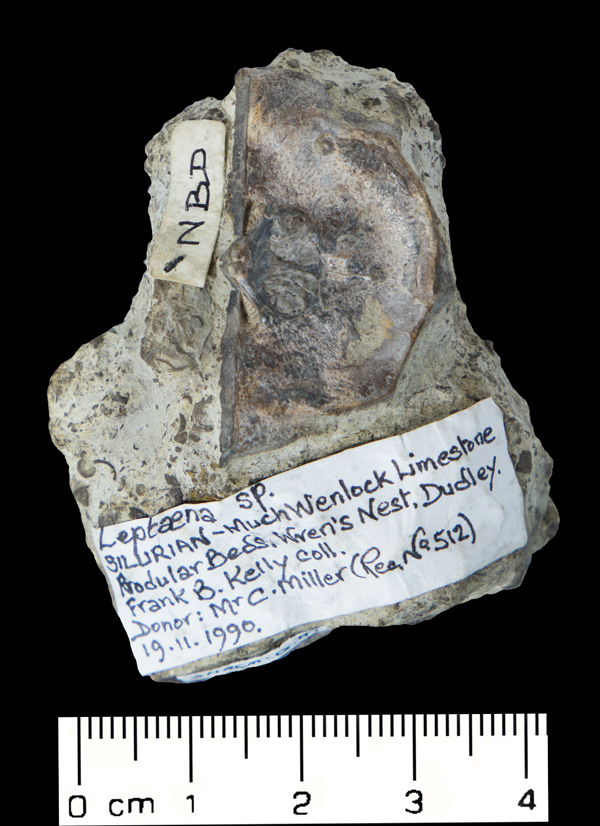 NBD
Leptaena sp.
SILURIAN - Much Wenlock Limestone
Nodular Beds, Wren's Nest, Dudley.
Frank B. Kelly coll.
Donor: Mr C. Miller (Reg. No 512)
19.11.1990.
0 cm 1 2 3 4